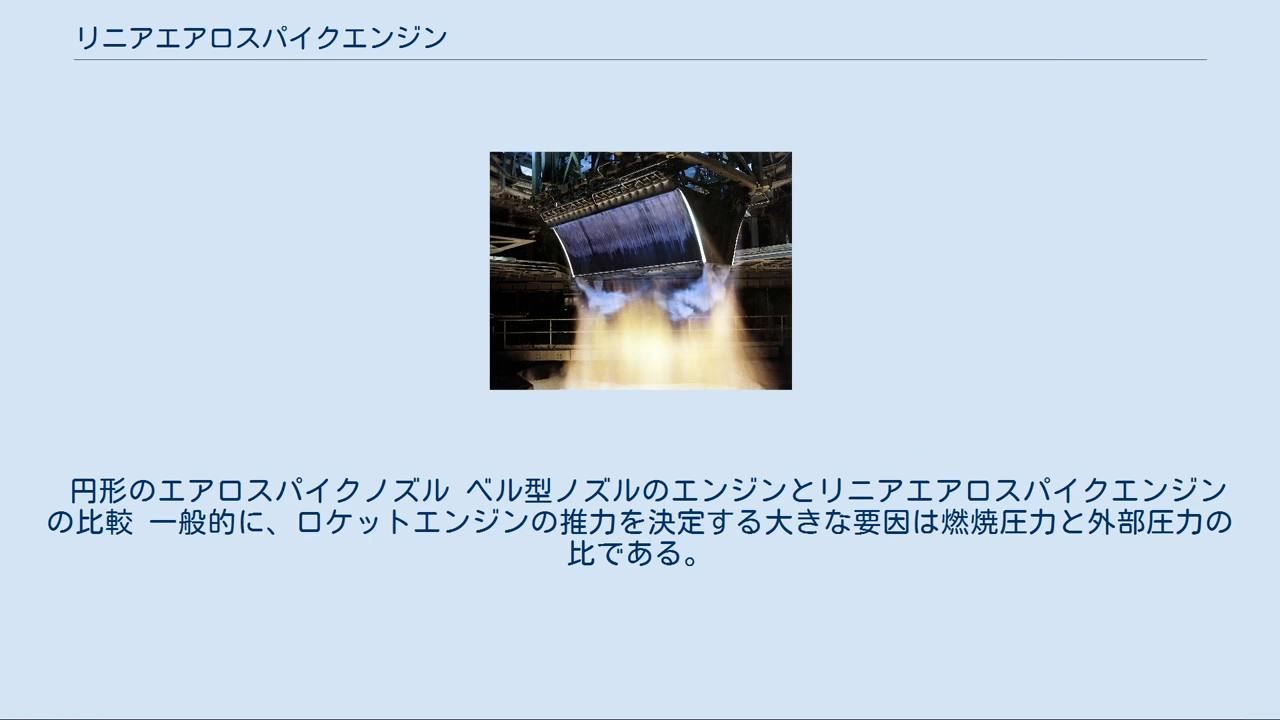 リニアエアロスパイクエンジン
円形のエアロスパイクノズル ベル型ノズルのエンジンとリニアエアロスパイクエンジン
の比較 一般的に、ロケットエンジンの推力を決定する大きな要因は燃焼圧力と外部圧力の
比である。